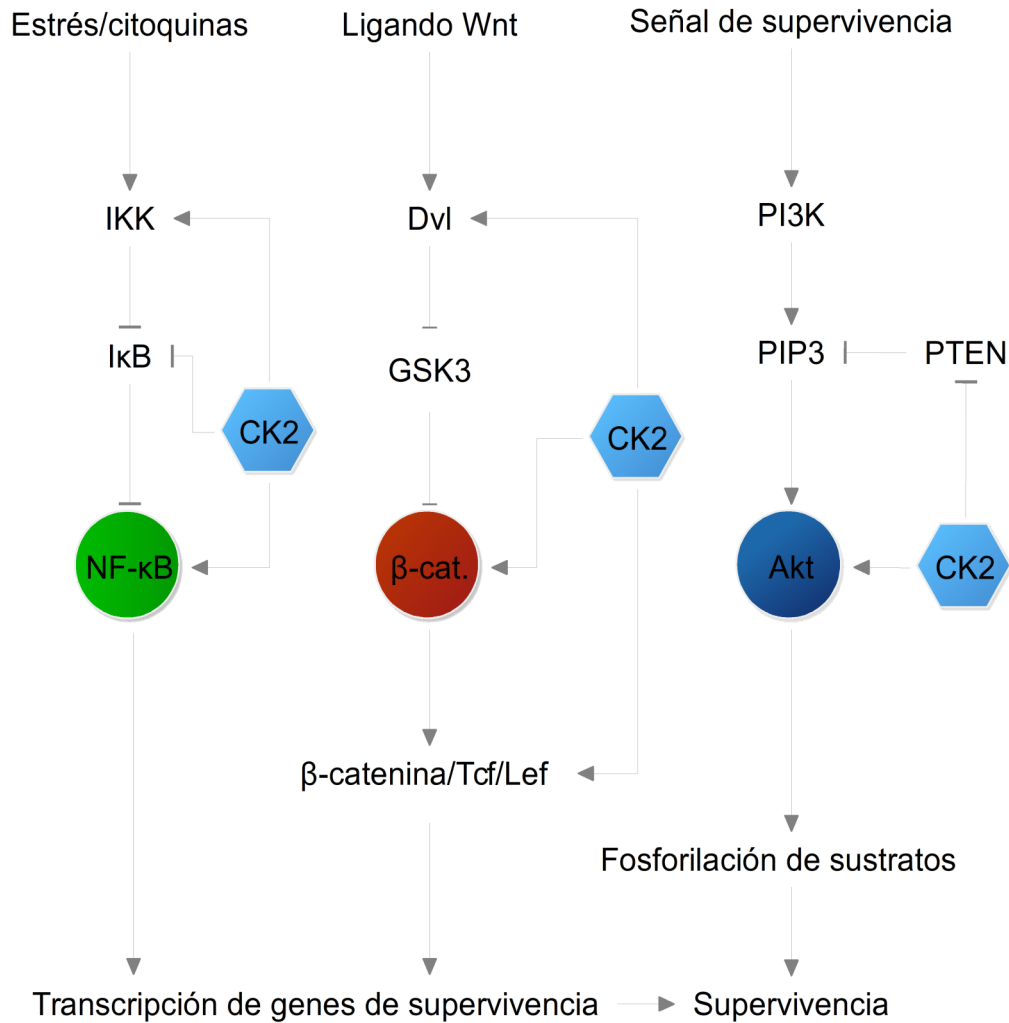 Estrés/citoquinas
Ligando Wnt
Señal de supervivencia
IKK
Dvl
PI3K
IκB
GSK3
PIP3
PTEN
CK2
CK2
NF-κB
β-cat.
Akt
CK2
β-catenina/Tcf/Lef
Fosforilación de sustratos
Transcripción de genes de supervivencia
Supervivencia